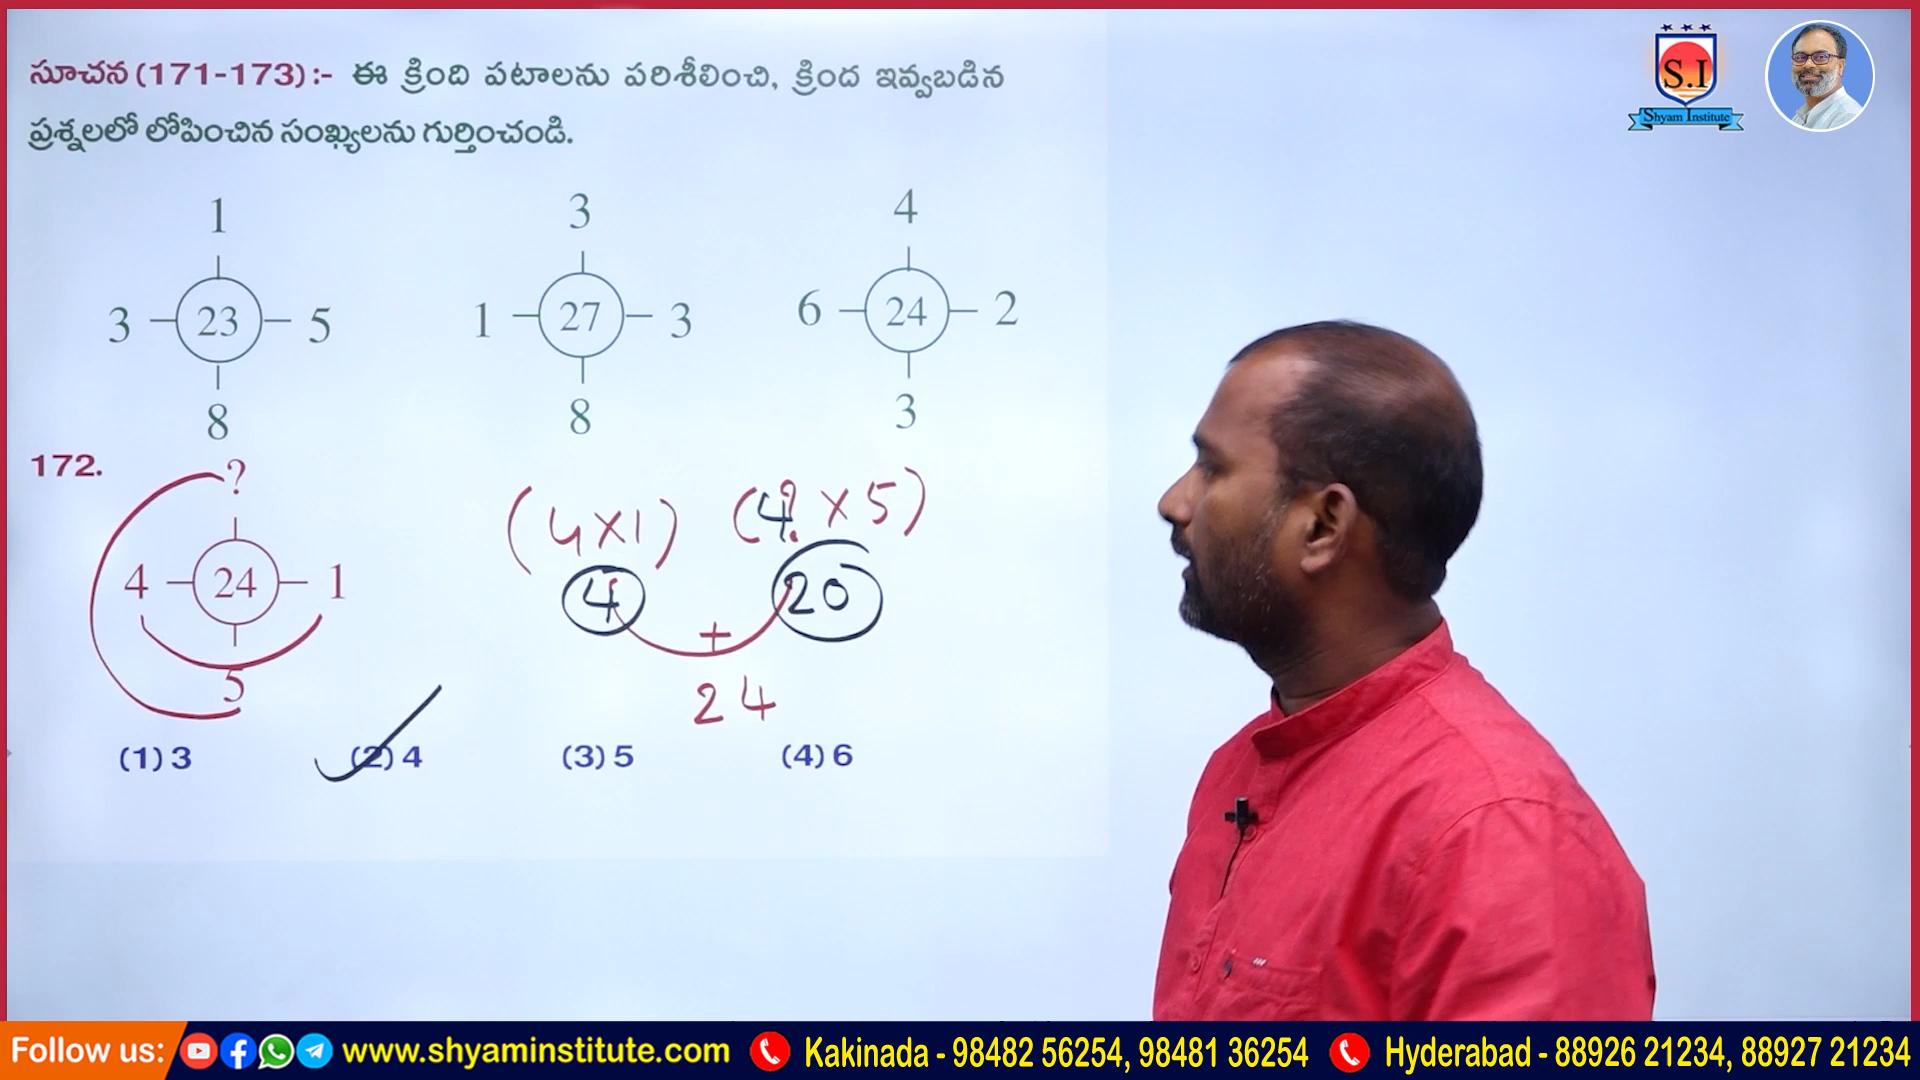 సూచన (171-173) :- ఈ క్రింది పటాలను పరిశీలించి, క్రింద ఇవ్వబడిన
ప్రశ్నలలో లోపించిన సంఖ్యలను గుర్తించండి.
S.I
Shyam Institute
1
3 23 5
8
3
1 27 3
8
4
6 24 2
3
172.
?
4 24 1
5
(4×1) (4? × 5)
4 + 20
24
(1) 3 (2) 4 (3) 5 (4) 6
Follow us: www.shyaminstitute.com Kakinada - 98482 56254, 98481 36254 Hyderabad - 88926 21234, 88927 21234